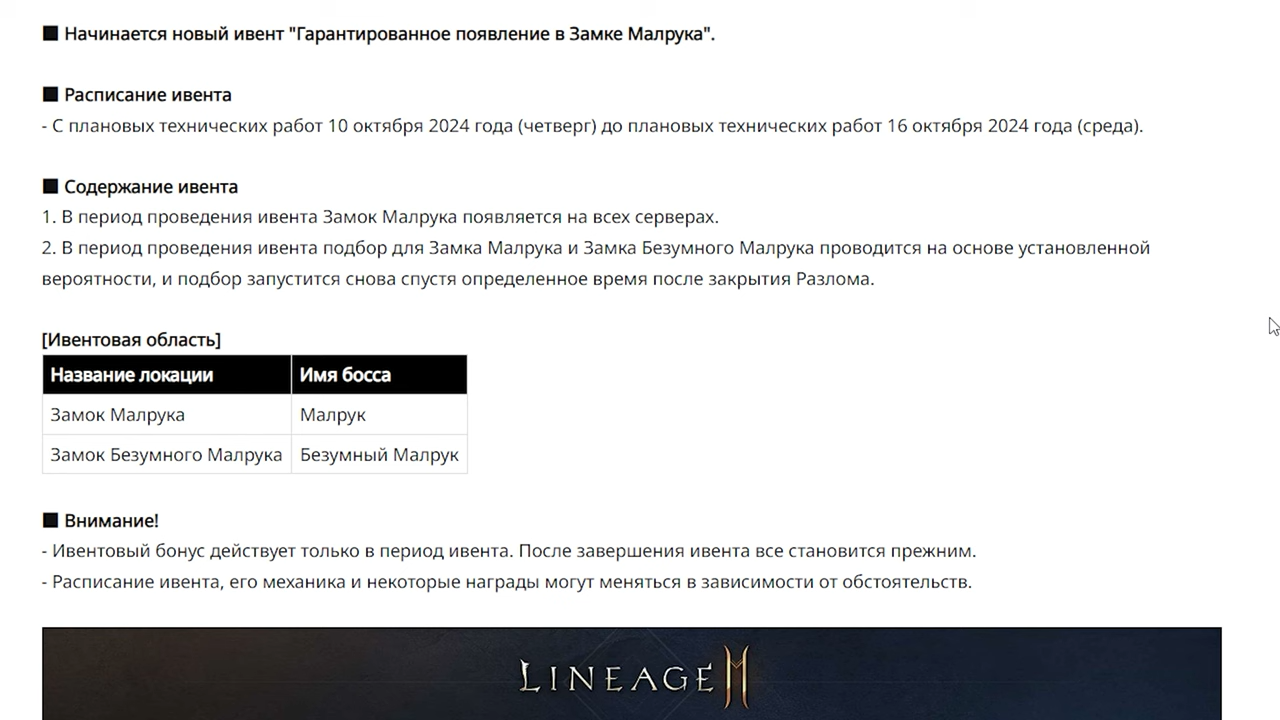 ■ Начинается новый ивент "Гарантированное появление в Замке Малрука".
■ Расписание ивента
- С плановых технических работ 10 октября 2024 года (четверг) до плановых технических работ 16 октября 2024 года (среда).
■ Содержание ивента
1. В период проведения ивента Замок Малрука появляется на всех серверах.
2. В период проведения ивента подбор для Замка Малрука и Замка Безумного Малрука проводится на основе установленной
вероятности, и подбор запустится снова спустя определенное время после закрытия Разлома.
[Ивентовая область]
Название локации Имя босса
Замок Малрука Малрук
Замок Безумного Малрука Безумный Малрук
■ Внимание!
- Ивентовый бонус действует только в период ивента. После завершения ивента все становится прежним.
- Расписание ивента, его механика и некоторые награды могут меняться в зависимости от обстоятельств.
LINEAGE M